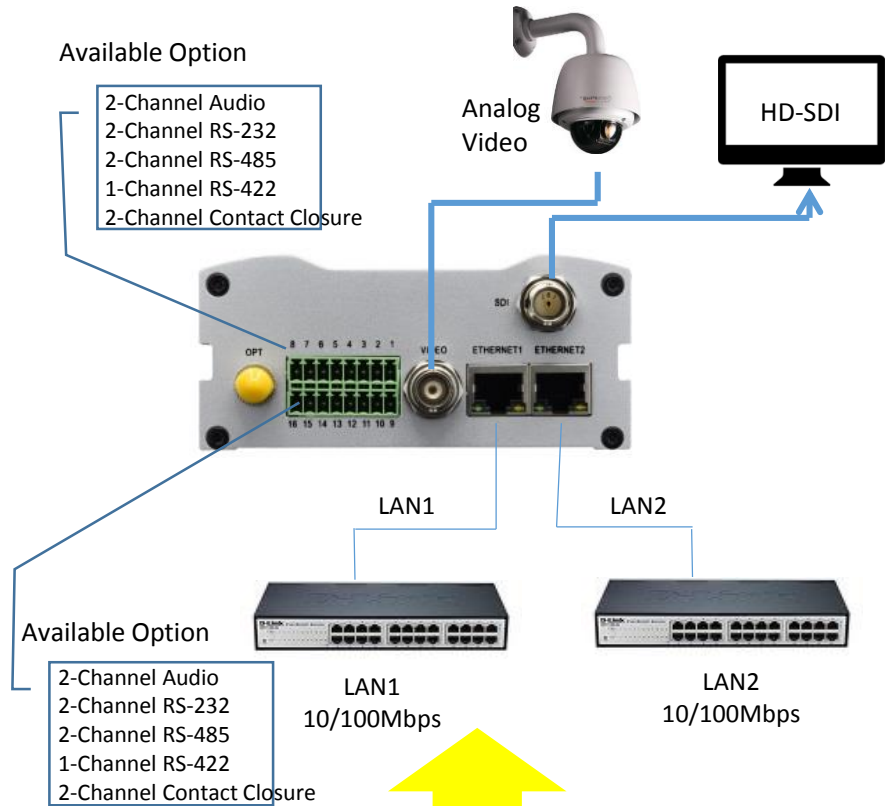 Available Option
2-Channel Audio
2-Channel RS-232
2-Channel RS-485
1-Channel RS-422
2-Channel Contact Closure
Analog
Video
HD-SDI
SDI
OPT
8 7 6 5 4 3 2 1
VIDEO
ETHERNET1
ETHERNET2
16 15 14 13 12 11 10 9
LAN1
LAN2
D-Link
Available Option
2-Channel Audio
2-Channel RS-232
2-Channel RS-485
1-Channel RS-422
2-Channel Contact Closure
LAN1
10/100Mbps
D-Link
LAN2
10/100Mbps